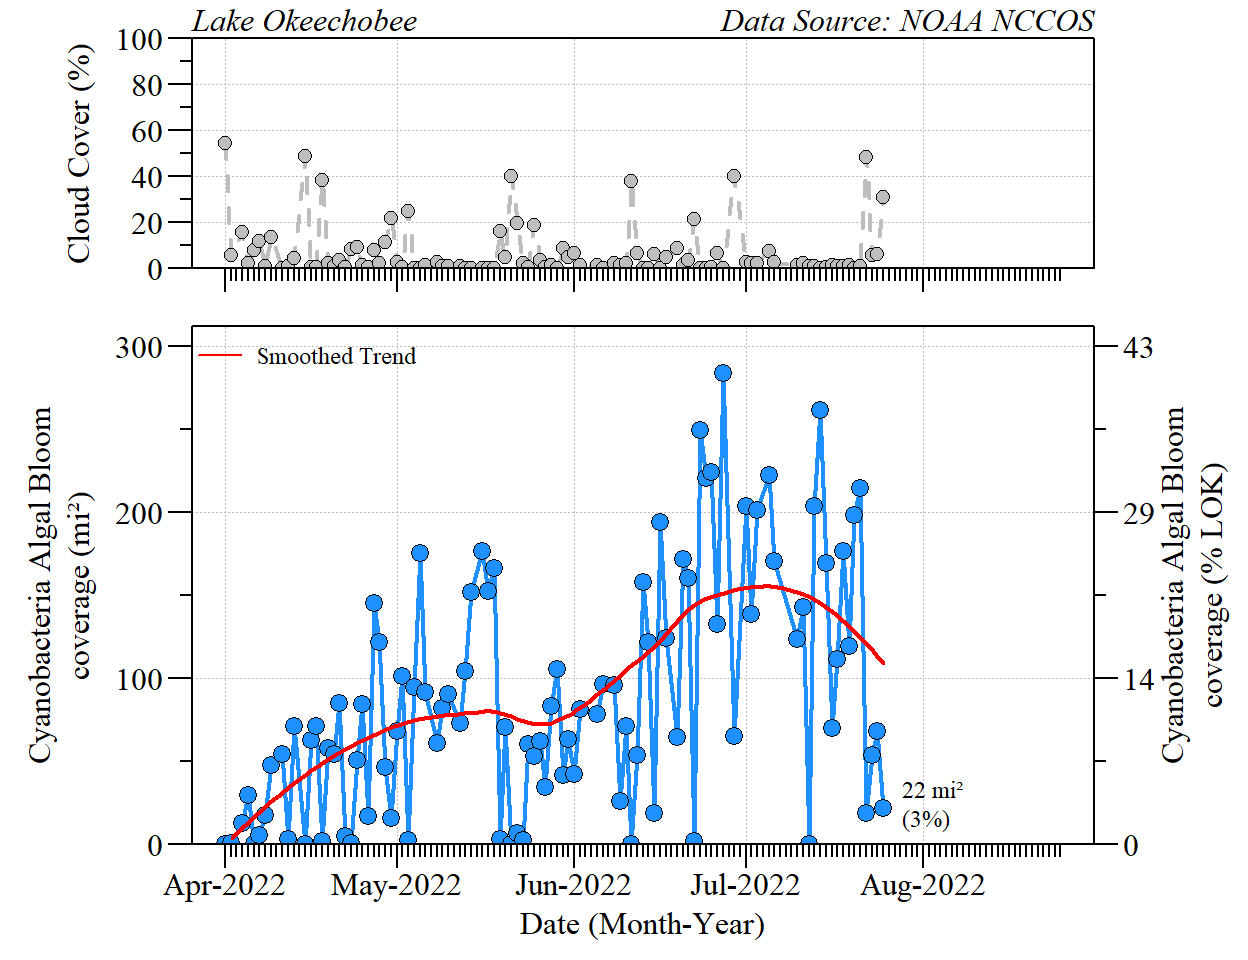 Lake Okeechobee
Data Source: NOAA NCCOS
Cloud Cover (%)
100
80
60
40
20
0
Smoothed Trend
Cyanobacteria Algal Bloom
coverage (mi²)
300
200
100
0
43
29
14
0
Cyanobacteria Algal Bloom
coverage (% LOK)
22 mi²
(3%)
Apr-2022
May-2022
Jun-2022
Jul-2022
Aug-2022
Date (Month-Year)